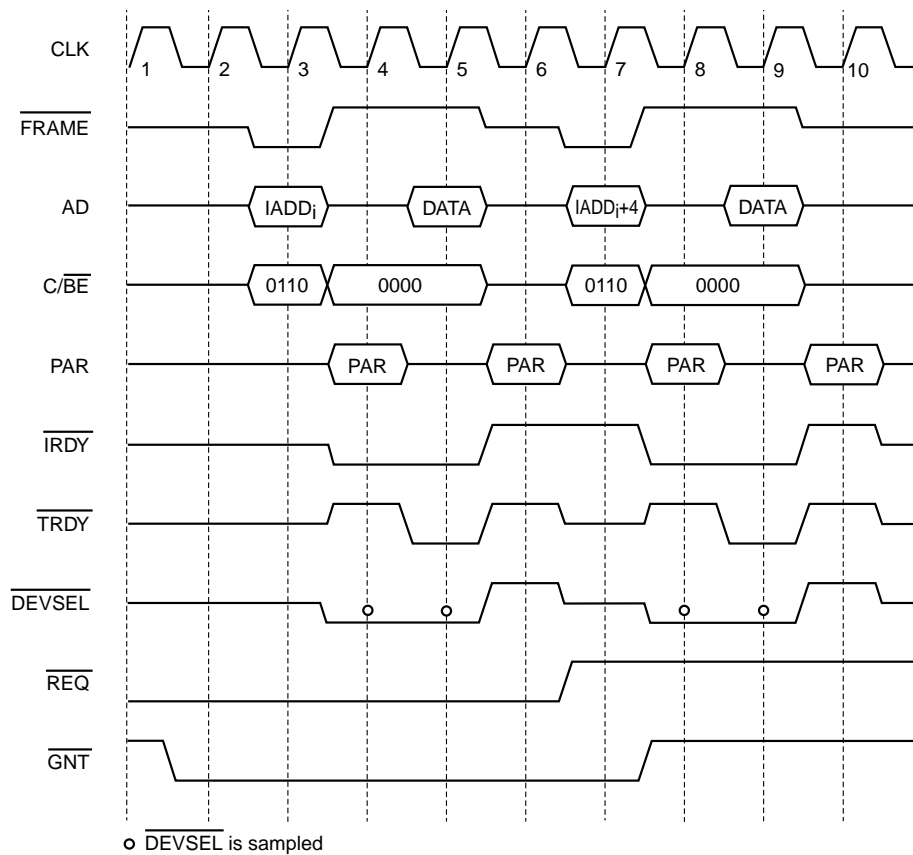 CLK
1 2 3 4 5 6 7 8 9 10
FRAME
AD
IADDi DATA IADDi+4 DATA
C/BE
0110 0000 0110 0000
PAR
PAR PAR PAR PAR
IRDY
TRDY
DEVSEL
REQ
GNT
DEVSEL is sampled